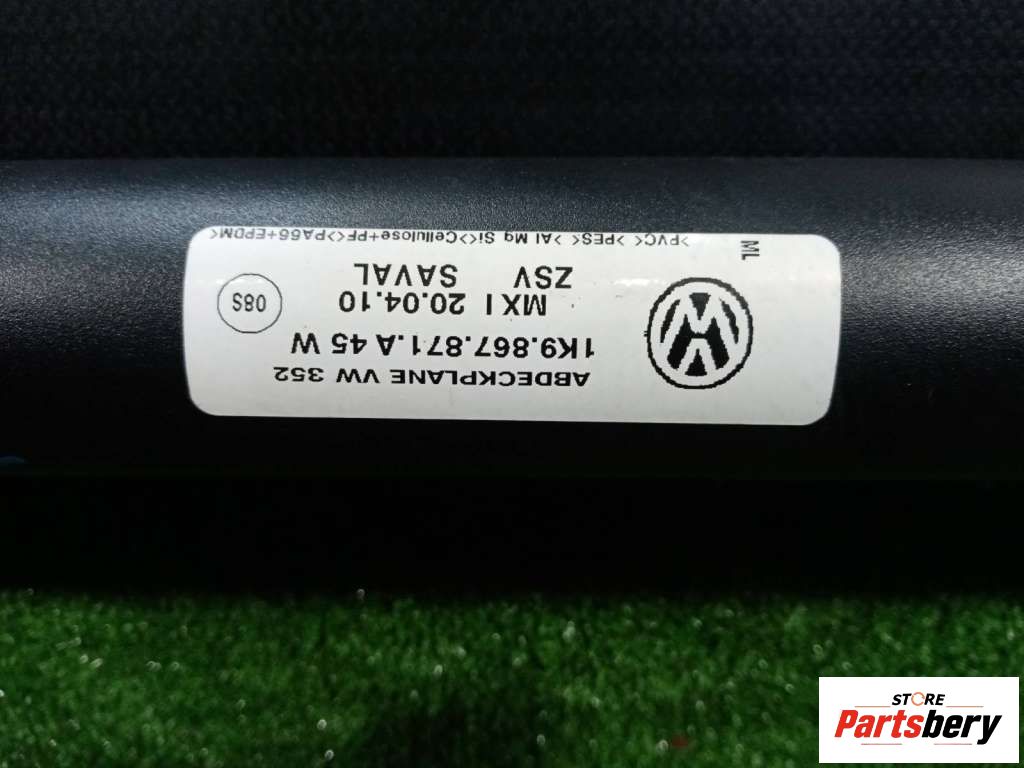 ABDECKPLANE VW 352
1K9.867.871.A 45 W
MX I 20.04.10
ZSV SAVAL
>PVC< >PES< >Al Mg Si<>Cellulose+PF<>PA66+EPDM<
ML
08S
STORE
Partsbery